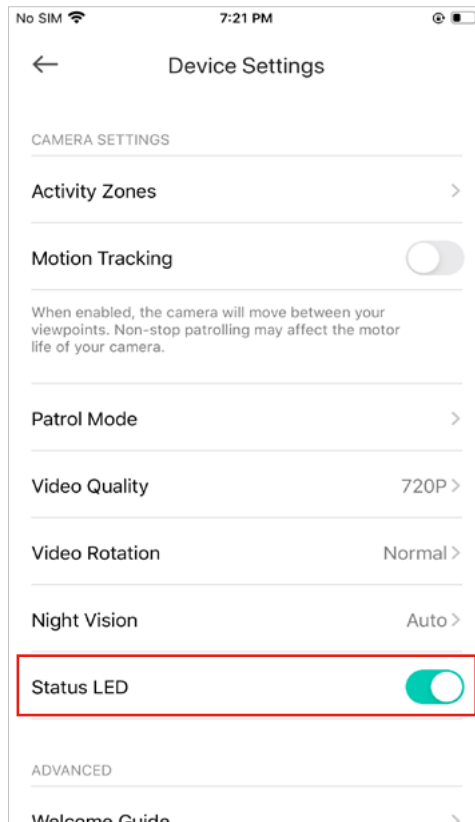 No SIM 7:21 PM
Device Settings
CAMERA SETTINGS
Activity Zones
Motion Tracking
When enabled, the camera will move between your
viewpoints. Non-stop patrolling may affect the motor
life of your camera.
Patrol Mode
Video Quality 720P
Video Rotation Normal
Night Vision Auto
Status LED
ADVANCED
Welcome Guide